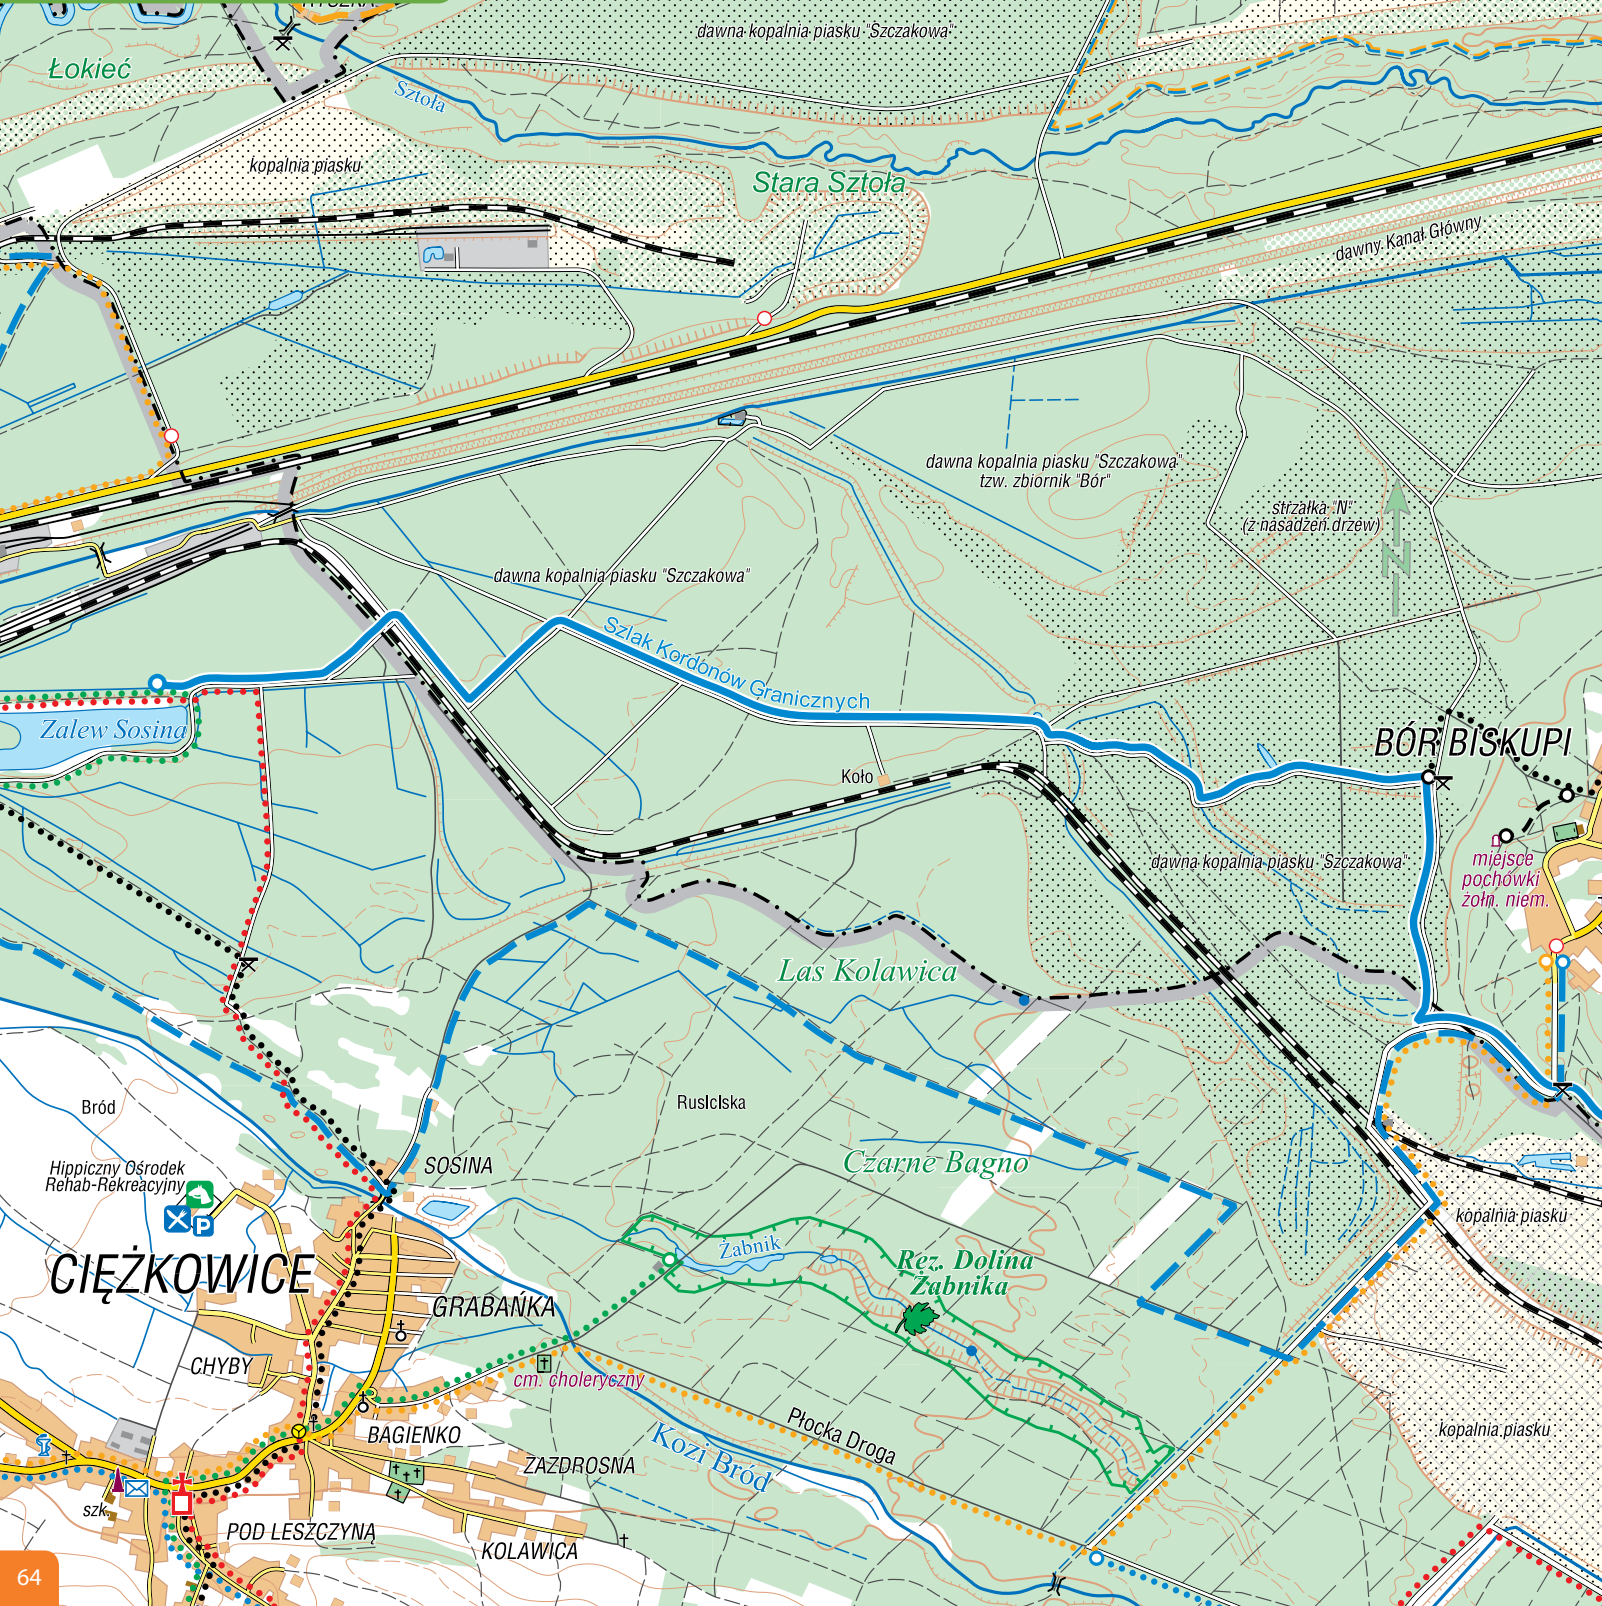 dawna kopalnia piasku "Szczakowa"
Łokieć
Sztoła
kopalnia piasku
Stara Sztoła
dawny Kanał Główny
dawna kopalnia piasku "Szczakowa"
tzw. zbiornik "Bór"
strzałka "N"
(z nasadzeń drzew)
N
dawna kopalnia piasku "Szczakowa"
Szlak Kordonów Granicznych
Zalew Sosina
BÓR BISKUPI
Koło
dawna kopalnia piasku "Szczakowa"
miejsce
pochówki
żołn. niem.
Las Kolawica
Bród
Rusiciska
Czarne Bagno
SOSINA
Hippiczny Ośrodek
Rehab-Rekreacyjny
P
kopalnia piasku
CIĘŻKOWICE
Żabnik
Rez. Dolina
Żabnika
GRABAŃKA
CHYBY
cm. choleryczny
Płocka Droga
BAGIENKO
Kozi Bród
kopalnia piasku
ZAZDROSNA
szk.
POD LESZCZYNĄ
KOLAWICA
64